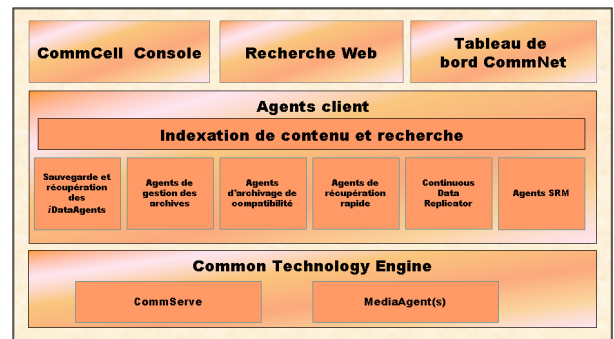 CommCell Console
Recherche Web
Tableau de
bord CommNet
Agents client
Indexation de contenu et recherche
Sauvegarde et
récupération
des
iDataAgents
Agents de
gestion des
archives
Agents
d'archivage de
compatibilité
Agents de
récupération
rapide
Continuous
Data
Replicator
Agents SRM
Common Technology Engine
CommServe
MediaAgent(s)